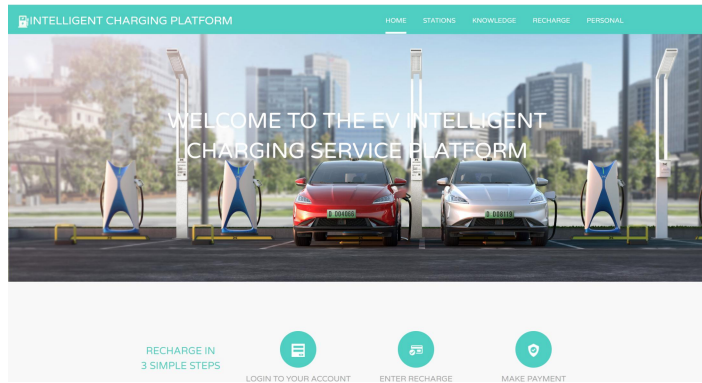 INTELLIGENT CHARGING PLATFORM
HOME STATIONS KNOWLEDGE RECHARGE PERSONAL
WELCOME TO THE EV INTELLIGENT
CHARGING SERVICE PLATFORM
RECHARGE IN
3 SIMPLE STEPS
LOGIN TO YOUR ACCOUNT
ENTER RECHARGE
MAKE PAYMENT